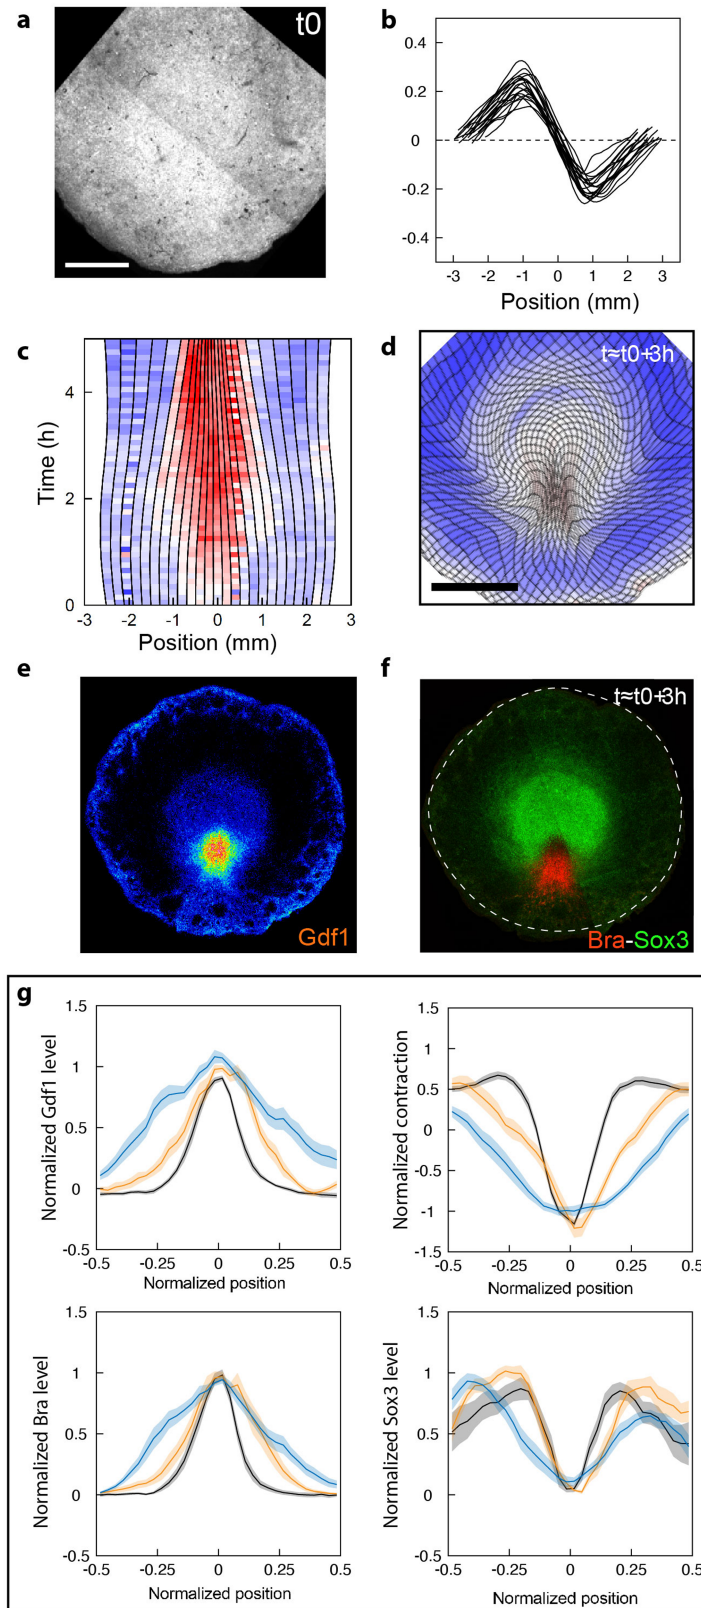 a
t0
b
0.4
0.2
0
-0.2
-0.4
-3 -2 -1 0 1 2 3
Position (mm)
c
4
2
0
Time (h)
-3 -2 -1 0 1 2 3
Position (mm)
d
t≈t0+3h
e
Gdf1
f
t≈t0+3h
Bra-Sox3
g
1.5
1
0.5
0
-0.5
Normalized Gdf1 level
-0.5 -0.25 0 0.25 0.5
Normalized position
1.5
1
0.5
0
-0.5
-1
-1.5
Normalized contraction
-0.5 -0.25 0 0.25 0.5
Normalized position
1.5
1
0.5
0
-0.5
Normalized Bra level
-0.5 -0.25 0 0.25 0.5
Normalized position
1.5
1
0.5
0
-0.5
Normalized Sox3 level
-0.5 -0.25 0 0.25 0.5
Normalized position